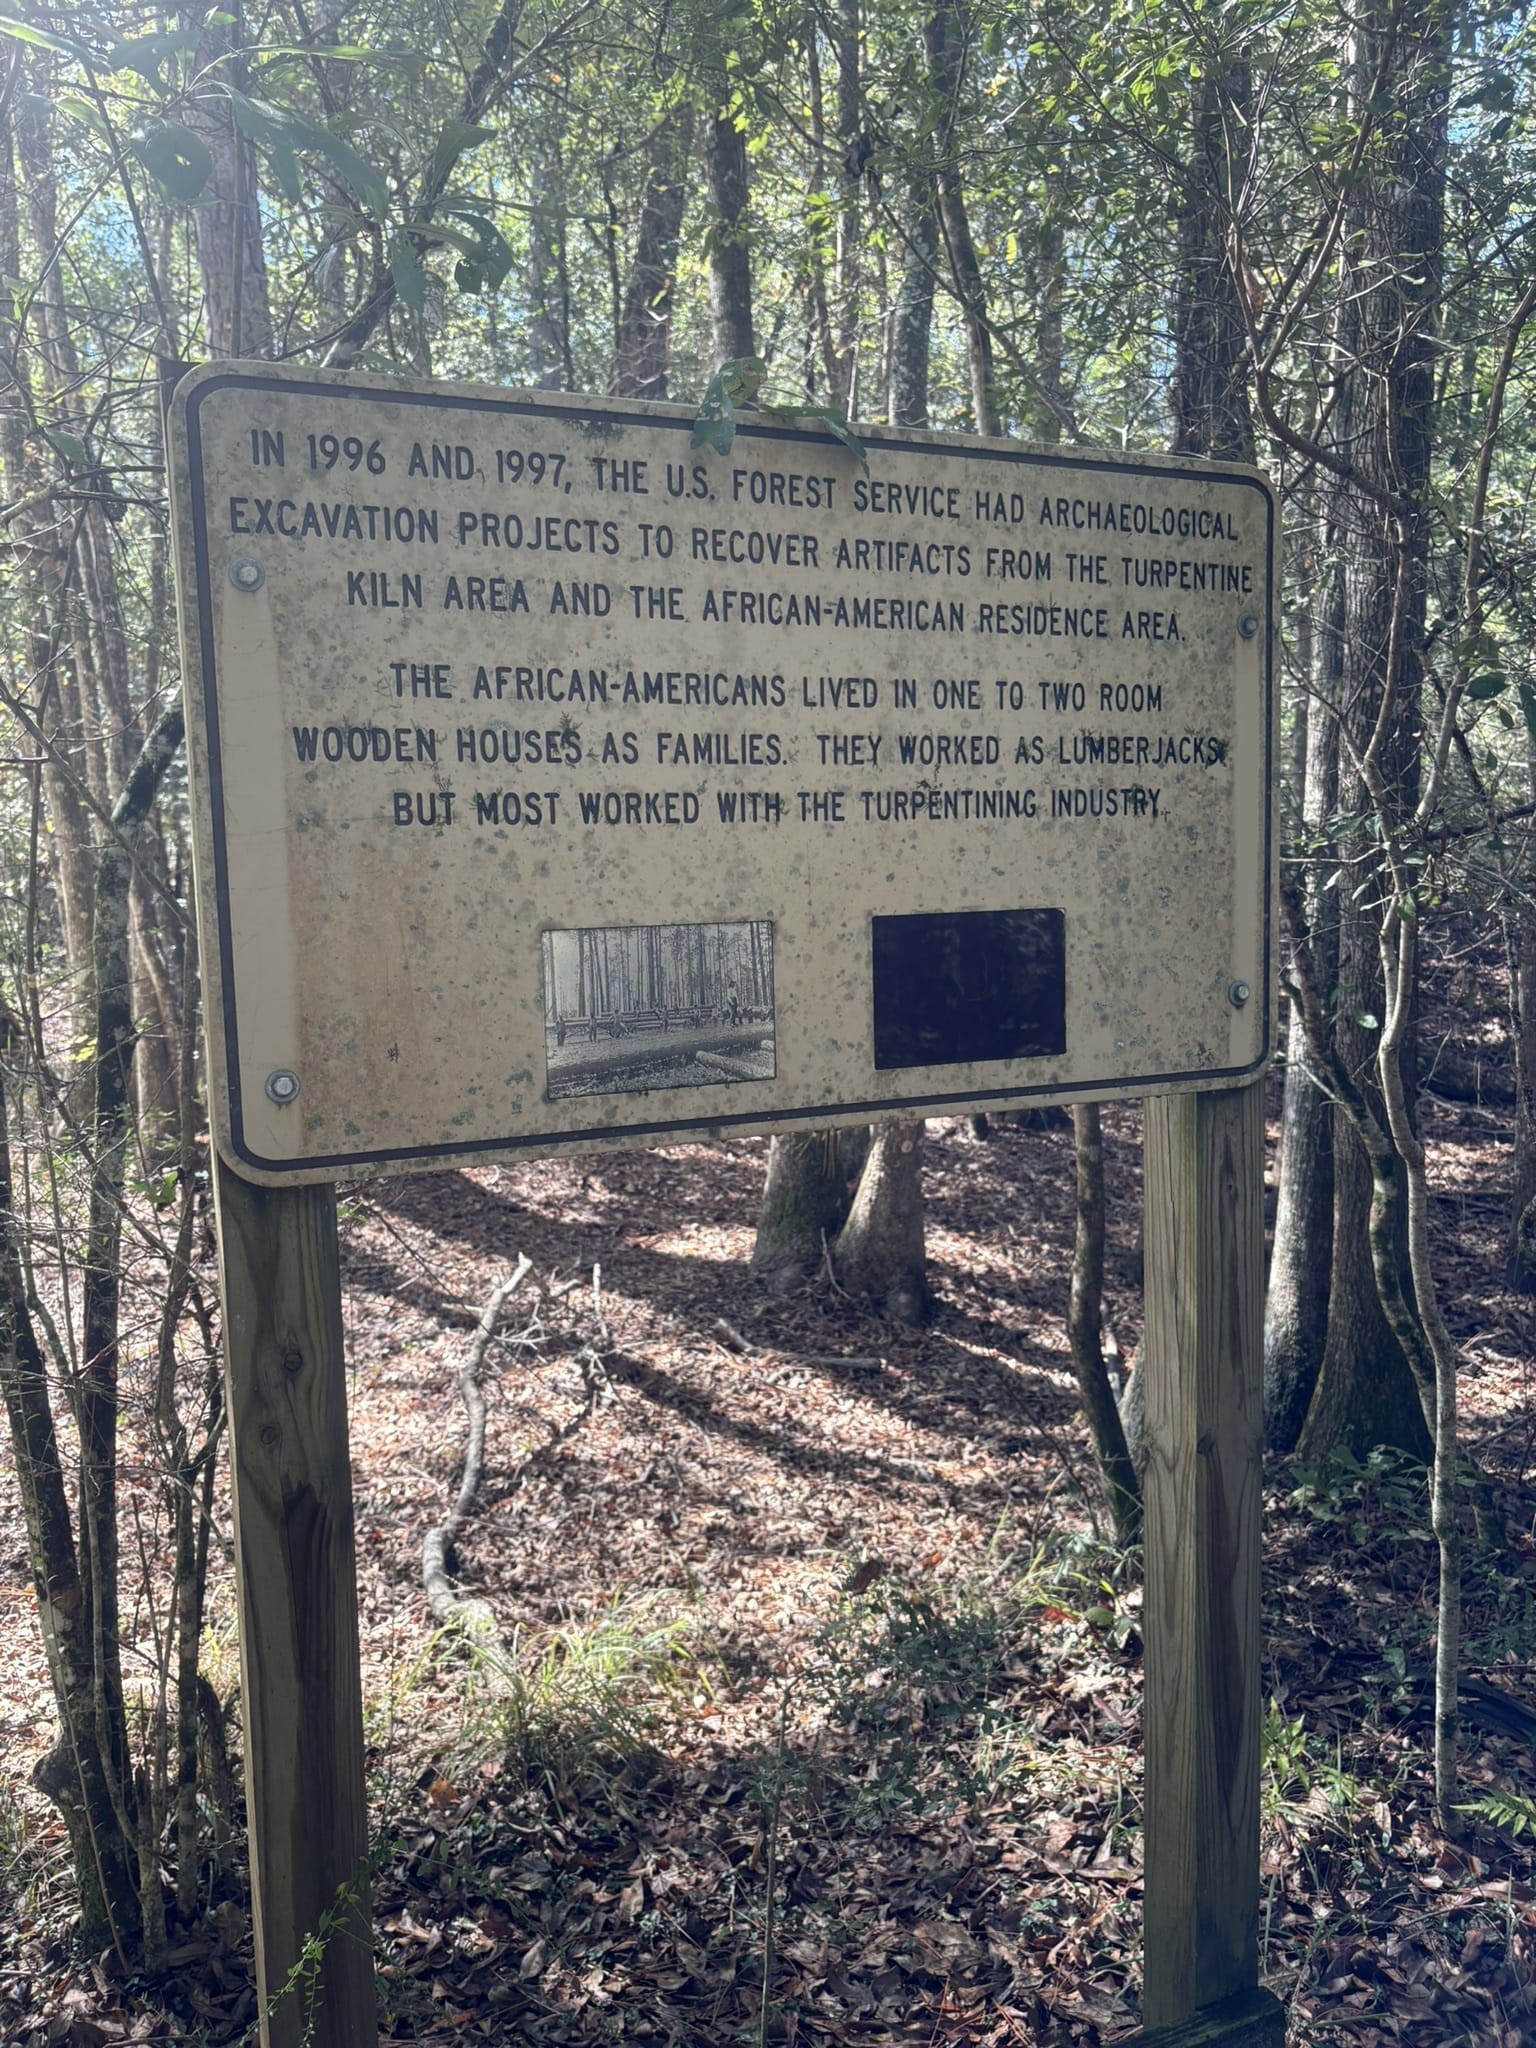 IN 1996 AND 1997, THE U.S. FOREST SERVICE HAD ARCHAEOLOGICAL
EXCAVATION PROJECTS TO RECOVER ARTIFACTS FROM THE TURPENTINE
KILN AREA AND THE AFRICAN-AMERICAN RESIDENCE AREA.
THE AFRICAN-AMERICANS LIVED IN ONE TO TWO ROOM
WOODEN HOUSES AS FAMILIES. THEY WORKED AS LUMBERJACKS
BUT MOST WORKED WITH THE TURPENTINING INDUSTRY.